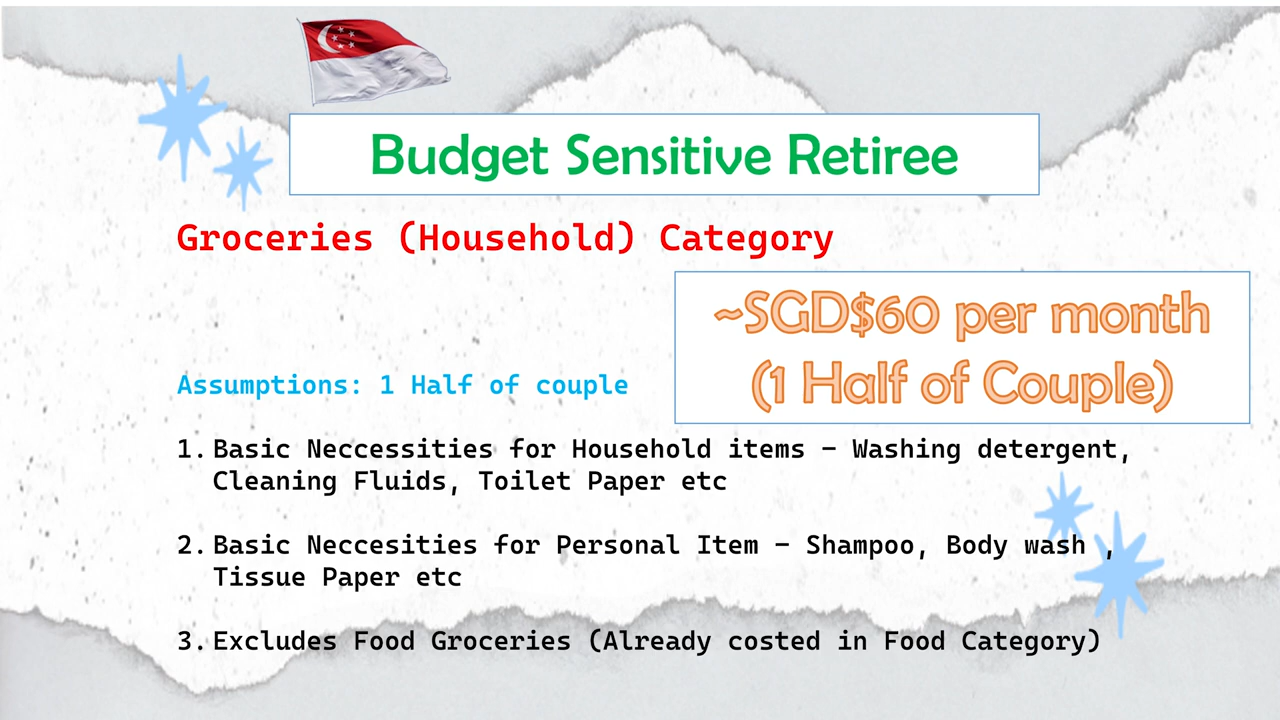 Budget Sensitive Retiree
Groceries (Household) Category
~SGD$60 per month
(1 Half of Couple)
Assumptions: 1 Half of couple
1. Basic Neccessities for Household items – Washing detergent,
Cleaning Fluids, Toilet Paper etc
2. Basic Neccesities for Personal Item – Shampoo, Body wash ,
Tissue Paper etc
3. Excludes Food Groceries (Already costed in Food Category)